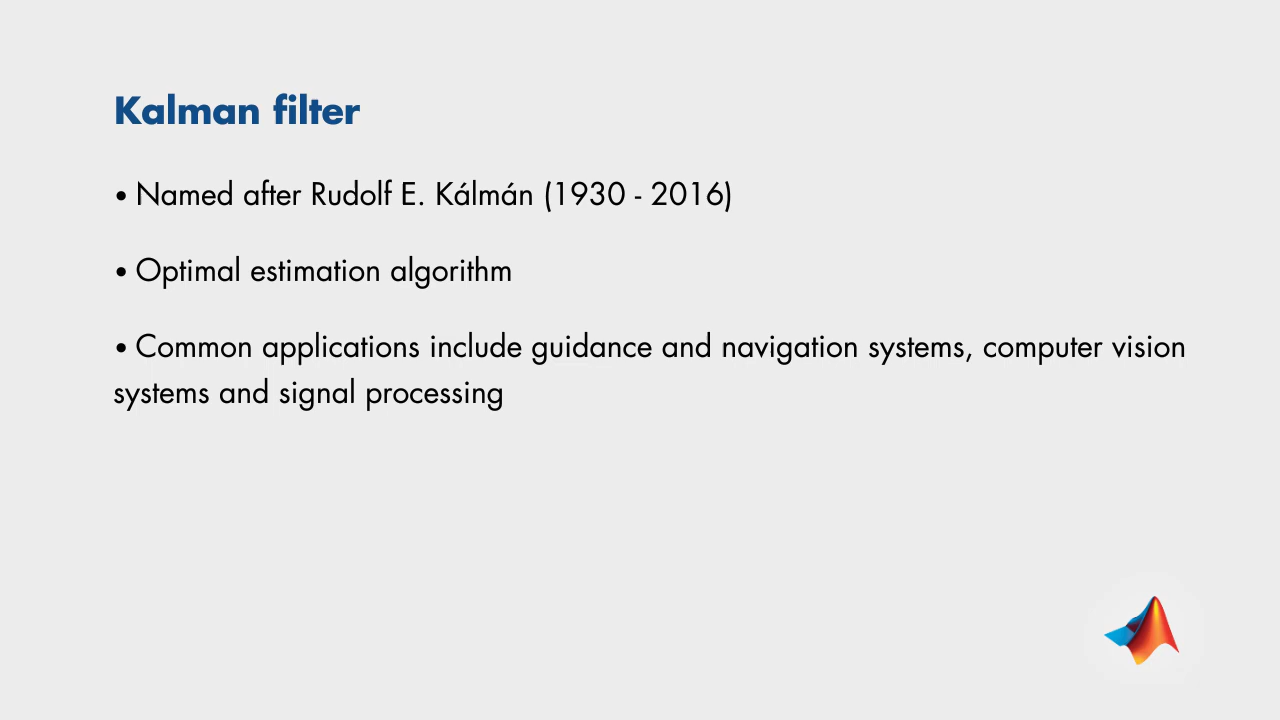 Kalman filter
• Named after Rudolf E. Kálmán (1930 - 2016)
• Optimal estimation algorithm
• Common applications include guidance and navigation systems, computer vision
systems and signal processing